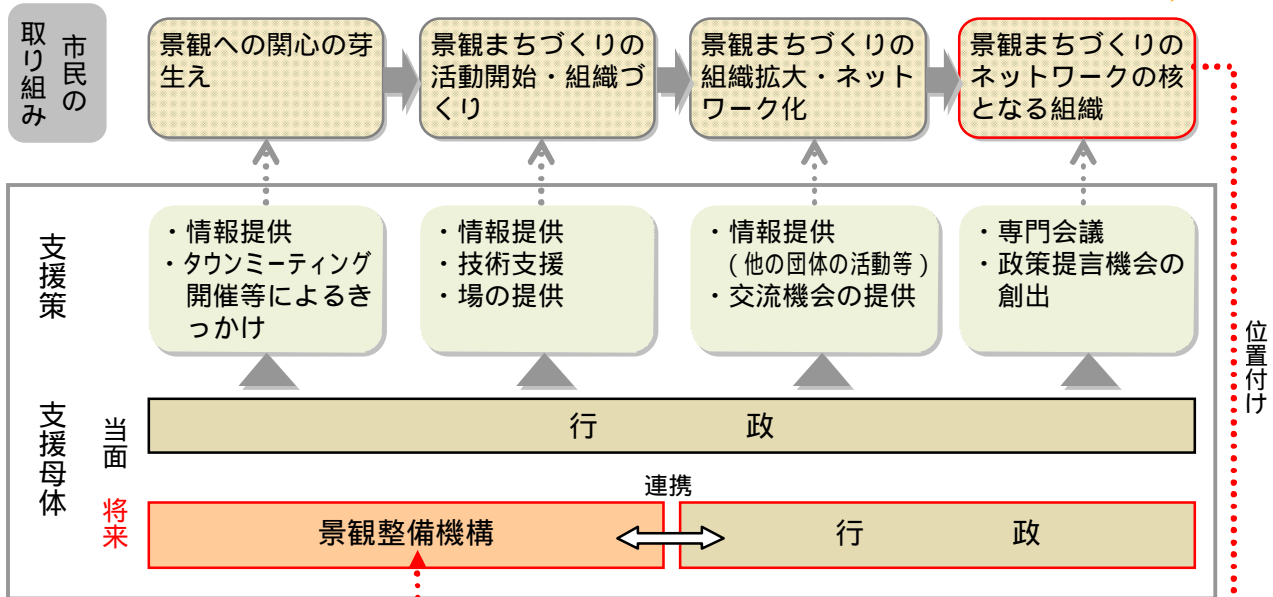 市民の
取り組み
景観への関心の芽
生え
景観まちづくりの
活動開始・組織づ
くり
景観まちづくりの
組織拡大・ネット
ワーク化
景観まちづくりの
ネットワークの核
となる組織
支援策
・情報提供
・タウンミーティング
開催等によるき
っかけ
・情報提供
・技術支援
・場の提供
・情報提供
(他の団体の活動等)
・交流機会の提供
・専門会議
・政策提言機会の
創出
位置付け
支援母体
当面
行 政
将来
連携
景観整備機構
行 政